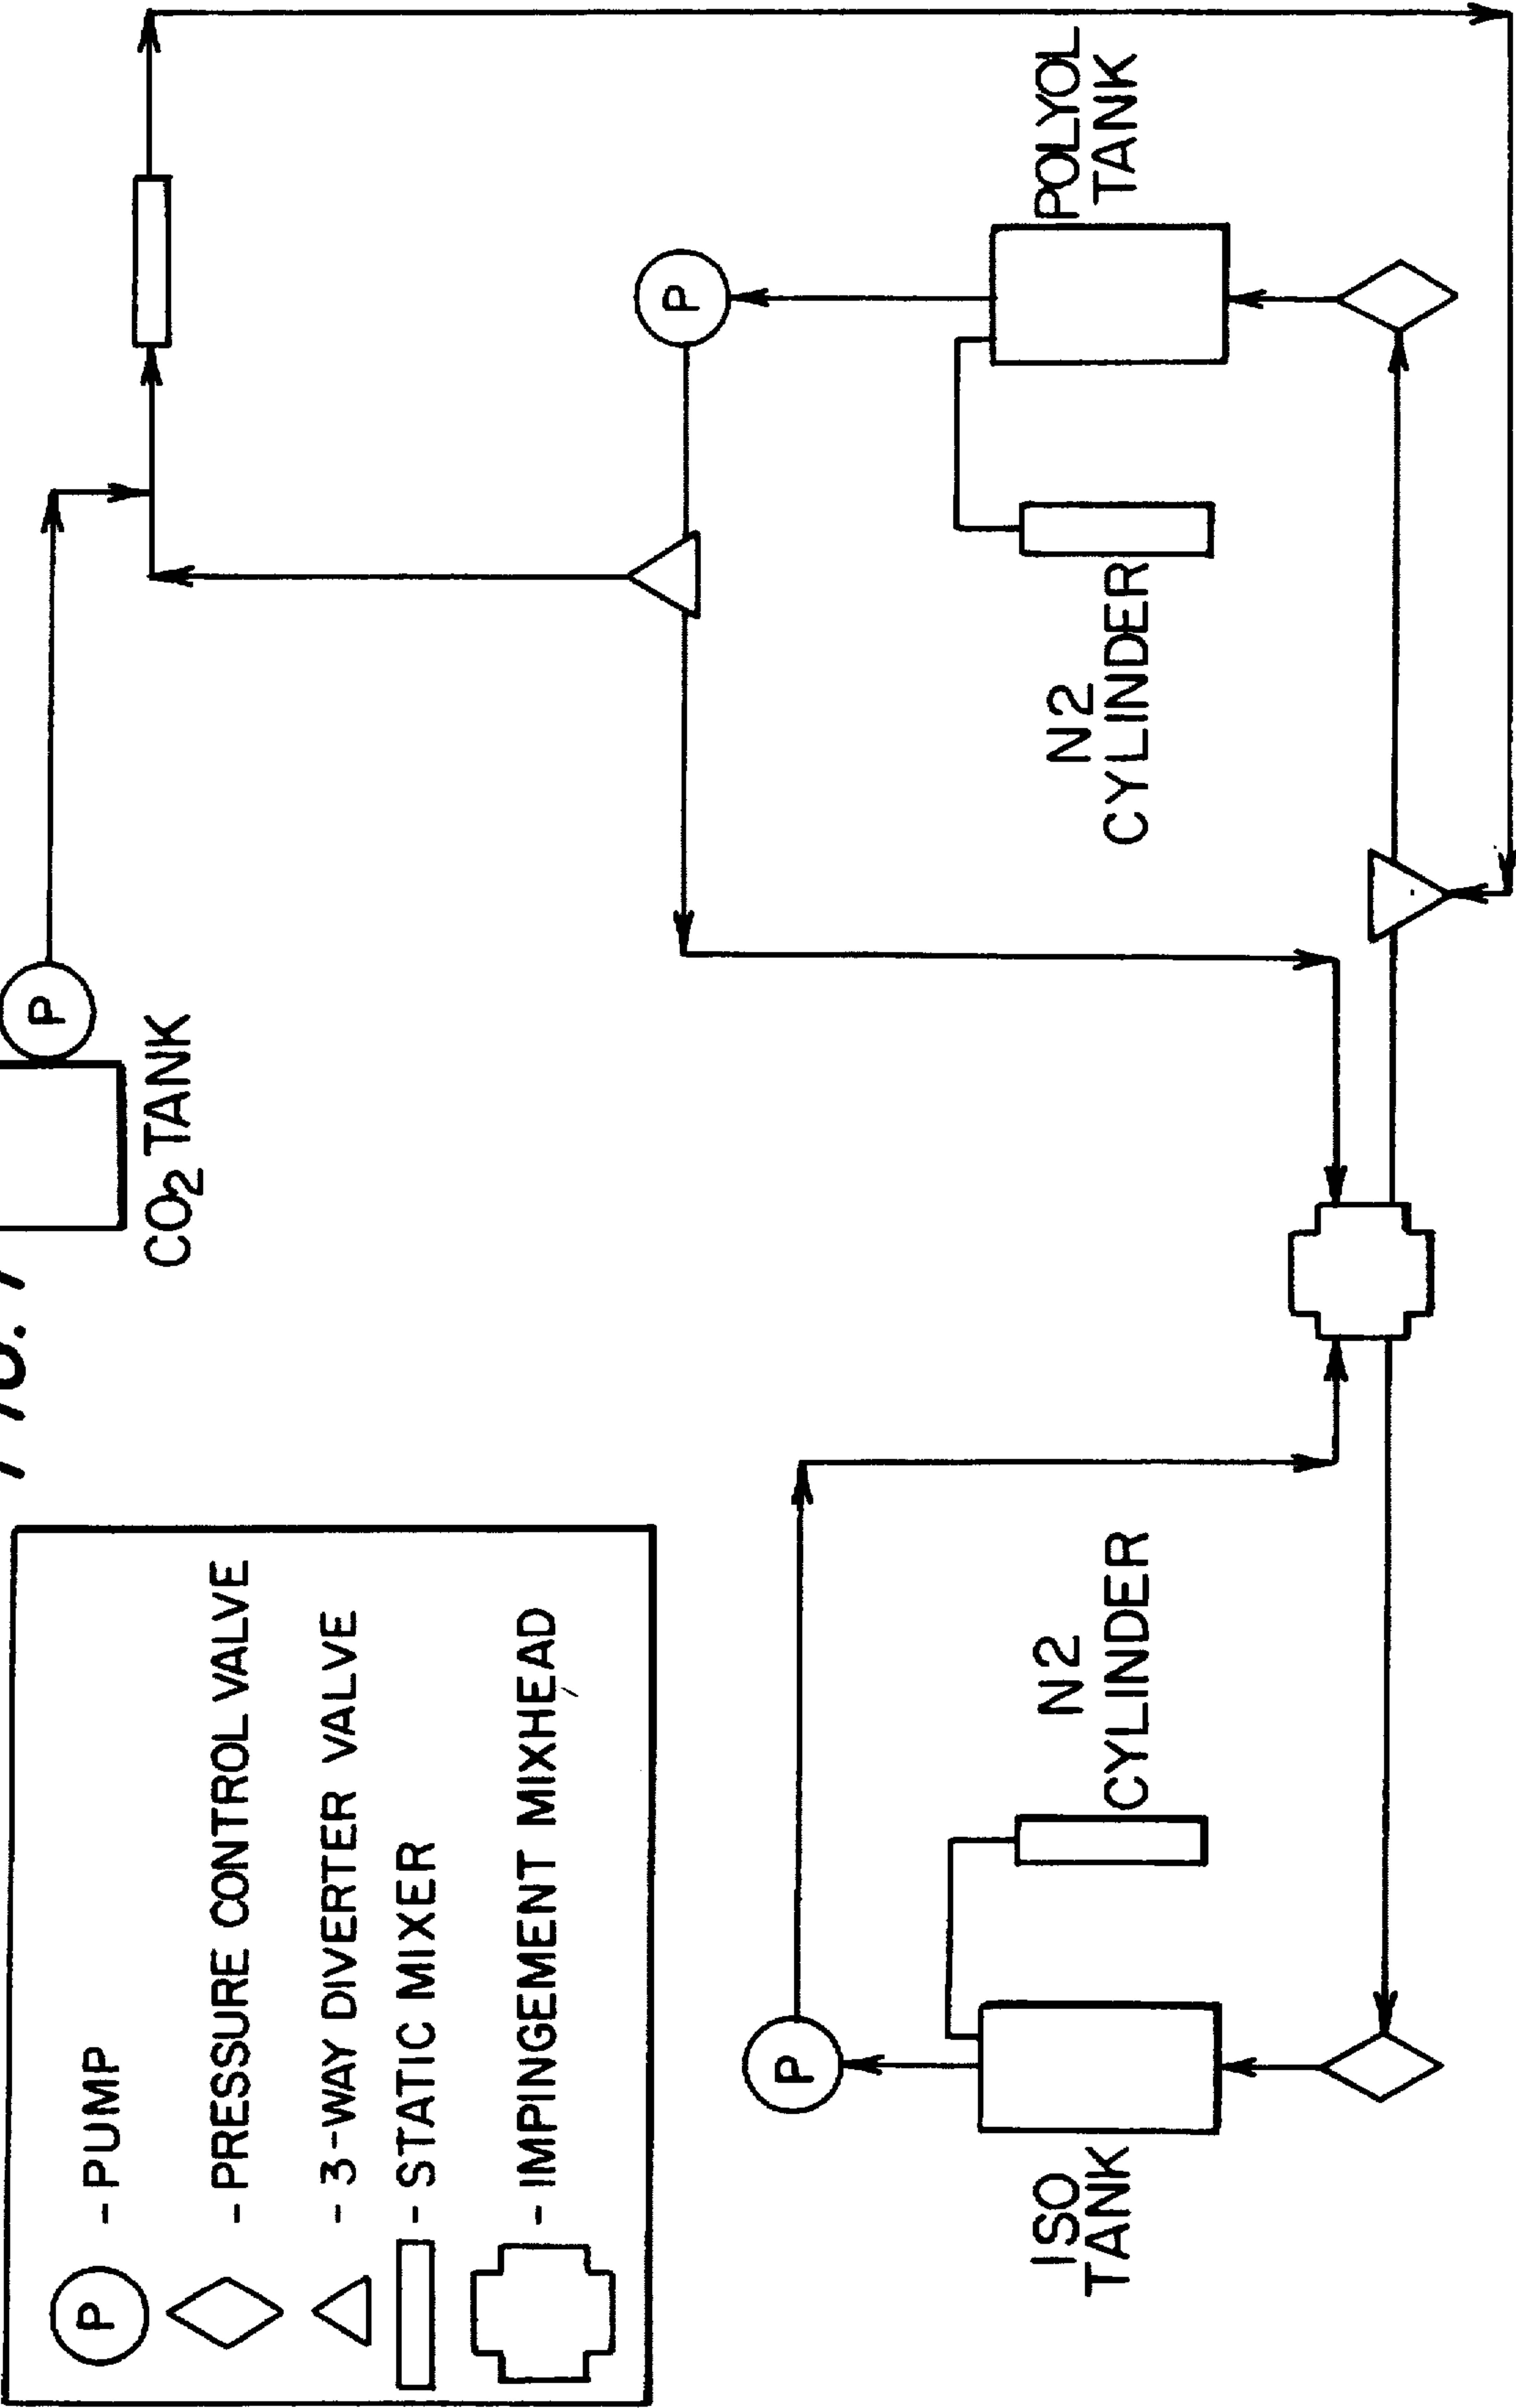 P - PUMP
- PRESSURE CONTROL VALVE
- 3-WAY DIVERTER VALVE
- STATIC MIXER
- IMPINGEMENT MIXHEAD
CO2 TANK
P
P
P
ISO
TANK
N2
CYLINDER
N2
CYLINDER
POLYOL
TANK